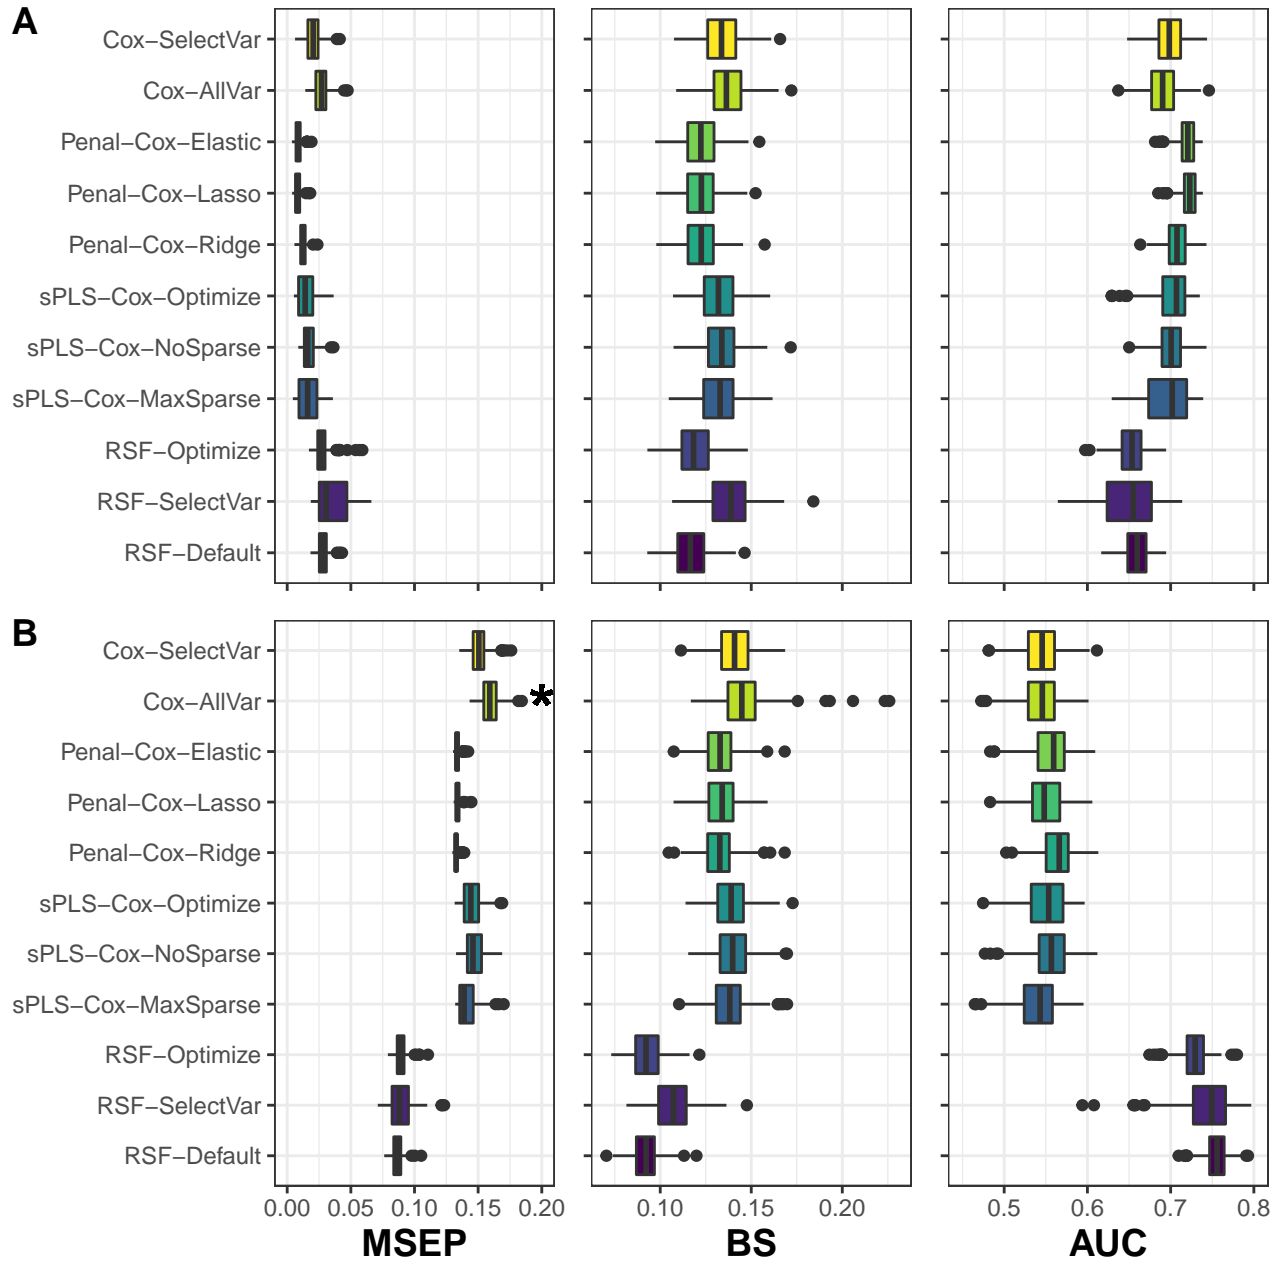 A
Cox−SelectVar
Cox−AllVar
Penal−Cox−Elastic
Penal−Cox−Lasso
Penal−Cox−Ridge
sPLS−Cox−Optimize
sPLS−Cox−NoSparse
sPLS−Cox−MaxSparse
RSF−Optimize
RSF−SelectVar
RSF−Default
B
Cox−SelectVar
Cox−AllVar *
Penal−Cox−Elastic
Penal−Cox−Lasso
Penal−Cox−Ridge
sPLS−Cox−Optimize
sPLS−Cox−NoSparse
sPLS−Cox−MaxSparse
RSF−Optimize
RSF−SelectVar
RSF−Default
0.00 0.05 0.10 0.15 0.20 0.10 0.15 0.20 0.5 0.6 0.7 0.8
MSEP BS AUC